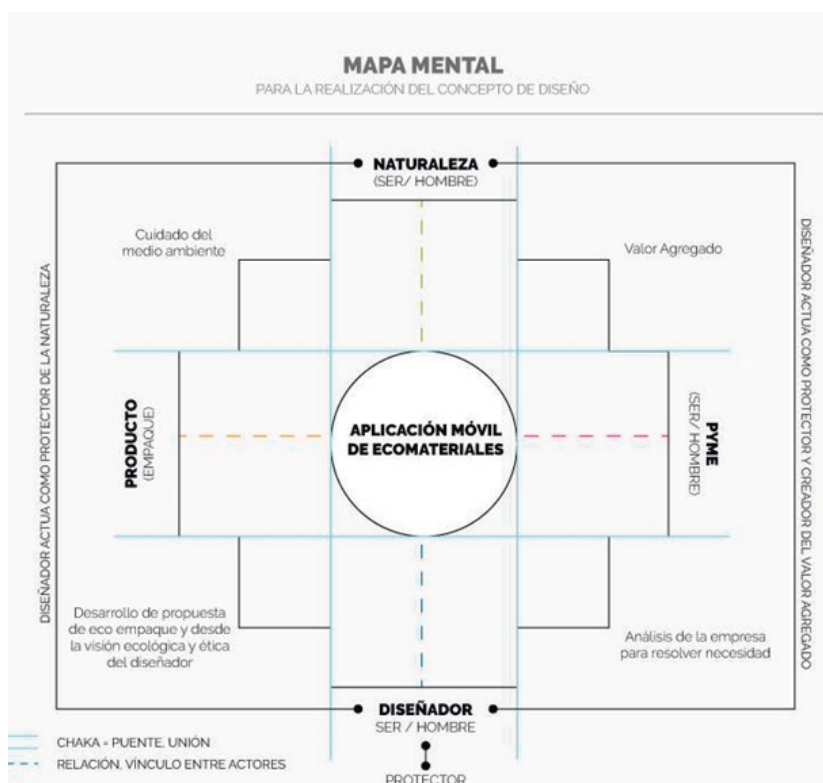 MAPA MENTAL
PARA LA REALIZACIÓN DEL CONCEPTO DE DISEÑO
NATURALEZA
(SER/ HOMBRE)
Cuidado del
medio ambiente
Valor Agregado
DISEÑADOR ACTUA COMO PROTECTOR DE LA NATURALEZA
PRODUCTO
(EMPAQUE)
APLICACIÓN MÓVIL
DE ECOMATERIALES
PYME
(SER/ HOMBRE)
DISEÑADOR ACTUA COMO PROTECTOR Y CREADOR DEL VALOR AGREGADO
Desarrollo de propuesta
de eco empaque y desde
la visión ecológica y ética
del diseñador
Análisis de la empresa
para resolver necesidad
DISEÑADOR
SER / HOMBRE
PROTECTOR
CHAKA = PUENTE, UNIÓN
RELACIÓN, VÍNCULO ENTRE ACTORES